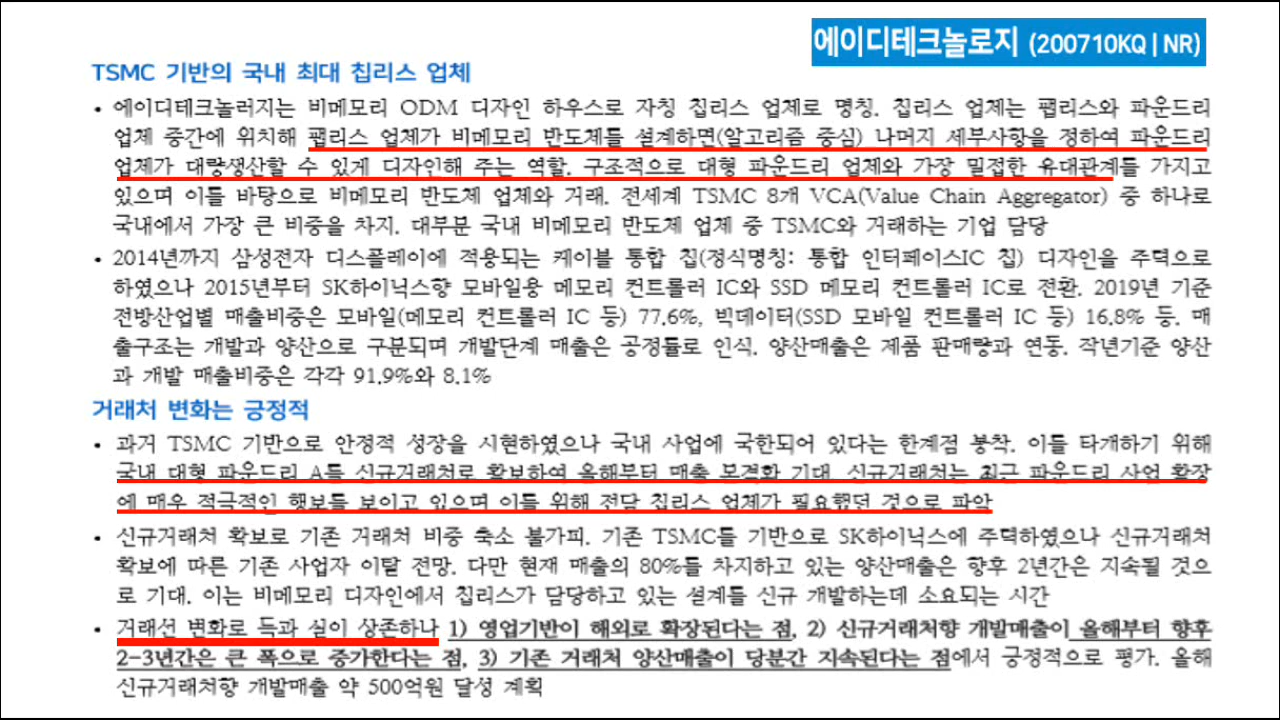 에이디테크놀로지 (200710KQ | NR)
TSMC 기반의 국내 최대 칩리스 업체
• 에이디테크놀러지는 비메모리 ODM 디자인 하우스로 자칭 칩리스 업체로 명칭. 칩리스 업체는 팹리스와 파운드리
업체 중간에 위치해 팹리스 업체가 비메모리 반도체를 설계하면(알고리즘 중심) 나머지 세부사항을 정하여 파운드리
업체가 대량생산할 수 있게 디자인해 주는 역할. 구조적으로 대형 파운드리 업체와 가장 밀접한 유대관계를 가지고
있으며 이를 바탕으로 비메모리 반도체 업체와 거래. 전세계 TSMC 8개 VCA(Value Chain Aggregator) 중 하나로
국내에서 가장 큰 비중을 차지. 대부분 국내 비메모리 반도체 업체 중 TSMC와 거래하는 기업 담당
• 2014년까지 삼성전자 디스플레이에 적용되는 케이블 통합 칩(정식명칭: 통합 인터페이스IC 칩) 디자인을 주력으로
하였으나 2015년부터 SK하이닉스향 모바일용 메모리 컨트롤러 IC와 SSD 메모리 컨트롤러 IC로 전환. 2019년 기준
전방산업별 매출비중은 모바일(메모리 컨트롤러 IC 등) 77.6%, 빅데이터(SSD 모바일 컨트롤러 IC 등) 16.8% 등. 매
출구조는 개발과 양산으로 구분되며 개발단계 매출은 공정률로 인식. 양산매출은 제품 판매량과 연동. 작년기준 양산
과 개발 매출비중은 각각 91.9%와 8.1%
거래처 변화는 긍정적
• 과거 TSMC 기반으로 안정적 성장을 시현하였으나 국내 사업에 국한되어 있다는 한계점 봉착. 이를 타개하기 위해
국내 대형 파운드리 A를 신규거래처로 확보하여 올해부터 매출 본격화 기대. 신규거래처는 최근 파운드리 사업 확장
에 매우 적극적인 행보를 보이고 있으며 이를 위해 전담 칩리스 업체가 필요했던 것으로 파악
• 신규거래처 확보로 기존 거래처 비중 축소 불가피. 기존 TSMC를 기반으로 SK하이닉스에 주력하였으나 신규거래처
확보에 따른 기존 사업자 이탈 전망. 다만 현재 매출의 80%를 차지하고 있는 양산매출은 향후 2년간은 지속될 것으
로 기대. 이는 비메모리 디자인에서 칩리스가 담당하고 있는 설계를 신규 개발하는데 소요되는 시간
• 거래선 변화로 득과 실이 상존하나 1) 영업기반이 해외로 확장된다는 점, 2) 신규거래처향 개발매출이 올해부터 향후
2-3년간은 큰 폭으로 증가한다는 점, 3) 기존 거래처 양산매출이 당분간 지속된다는 점에서 긍정적으로 평가. 올해
신규거래처향 개발매출 약 500억원 달성 계획